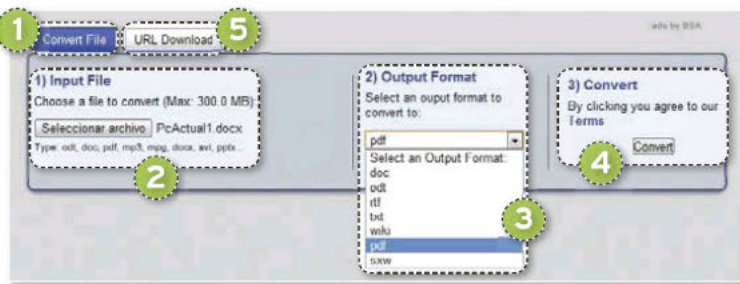 1
Convert File
URL Download
5
ads by BSA
1) Input File
Choose a file to convert (Max: 300.0 MB):
Seleccionar archivo PcActual1.docx
Type: odt, doc, pdf, mp3, mpg, docx, avi, pptx...
2
2) Output Format
Select an ouput format to
convert to:
pdf
Select an Output Format:
doc
odt
rtf
txt
wiki
pdf
sxw
3
3) Convert
By clicking you agree to our
Terms
Convert
4